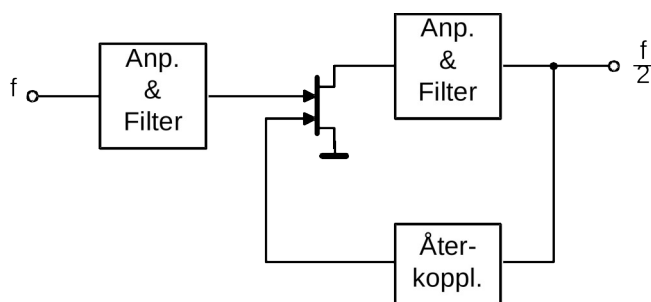 f
Anp.
&
Filter
Anp.
&
Filter
f
2
Åter-
koppl.